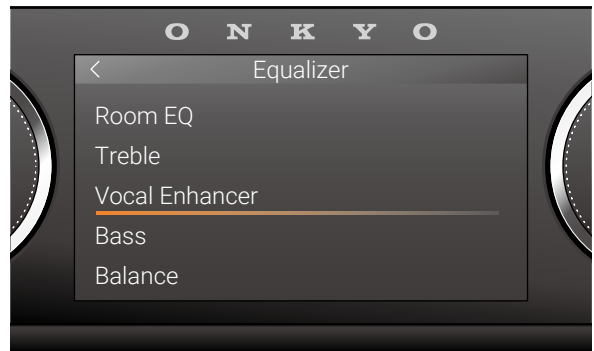 ONKYO
Equalizer
Room EQ
Treble
Vocal Enhancer
Bass
Balance